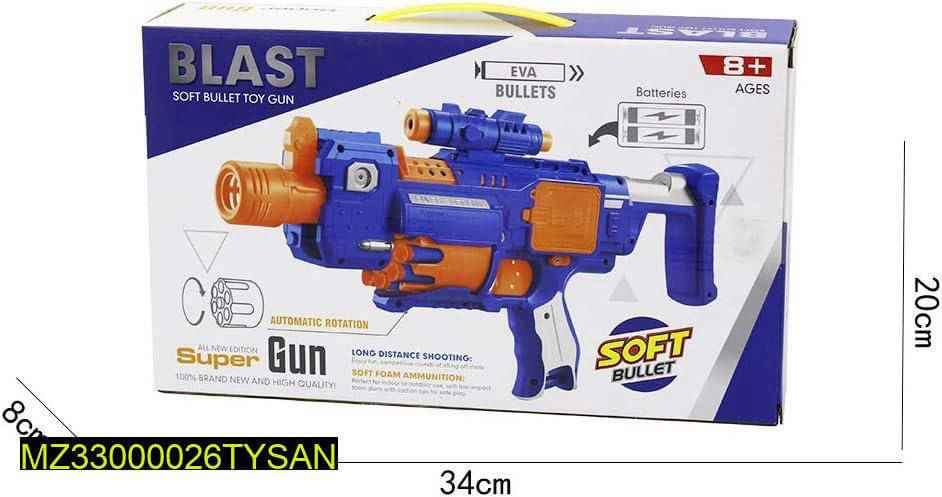 BLAST
SOFT BULLET TOY GUN
EVA
BULLETS
Batteries
8+
AGES
AUTOMATIC ROTATION
ALL NEW EDITION
Super Gun
100% BRAND NEW AND HIGH QUALITY!
LONG DISTANCE SHOOTING:
SOFT FOAM AMMUNITION:
SOFT
BULLET
20cm
8cm
34cm
MZ33000026TYSAN